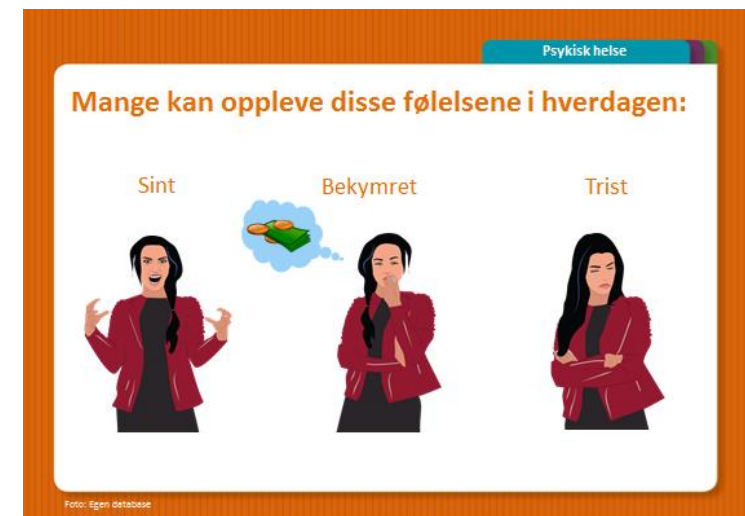 Psykisk helse
Mange kan oppleve disse følelsene i hverdagen:
Sint
Bekymret
Trist
Foto: Egen database